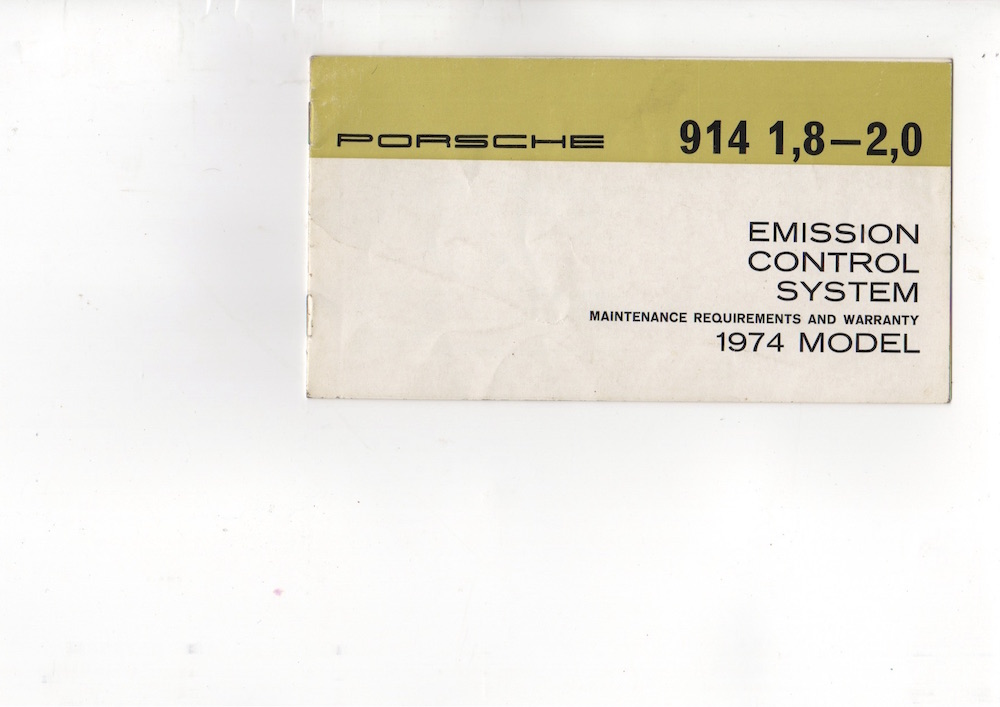 PORSCHE 914 1,8—2,0
EMISSION
CONTROL
SYSTEM
MAINTENANCE REQUIREMENTS AND WARRANTY
1974 MODEL